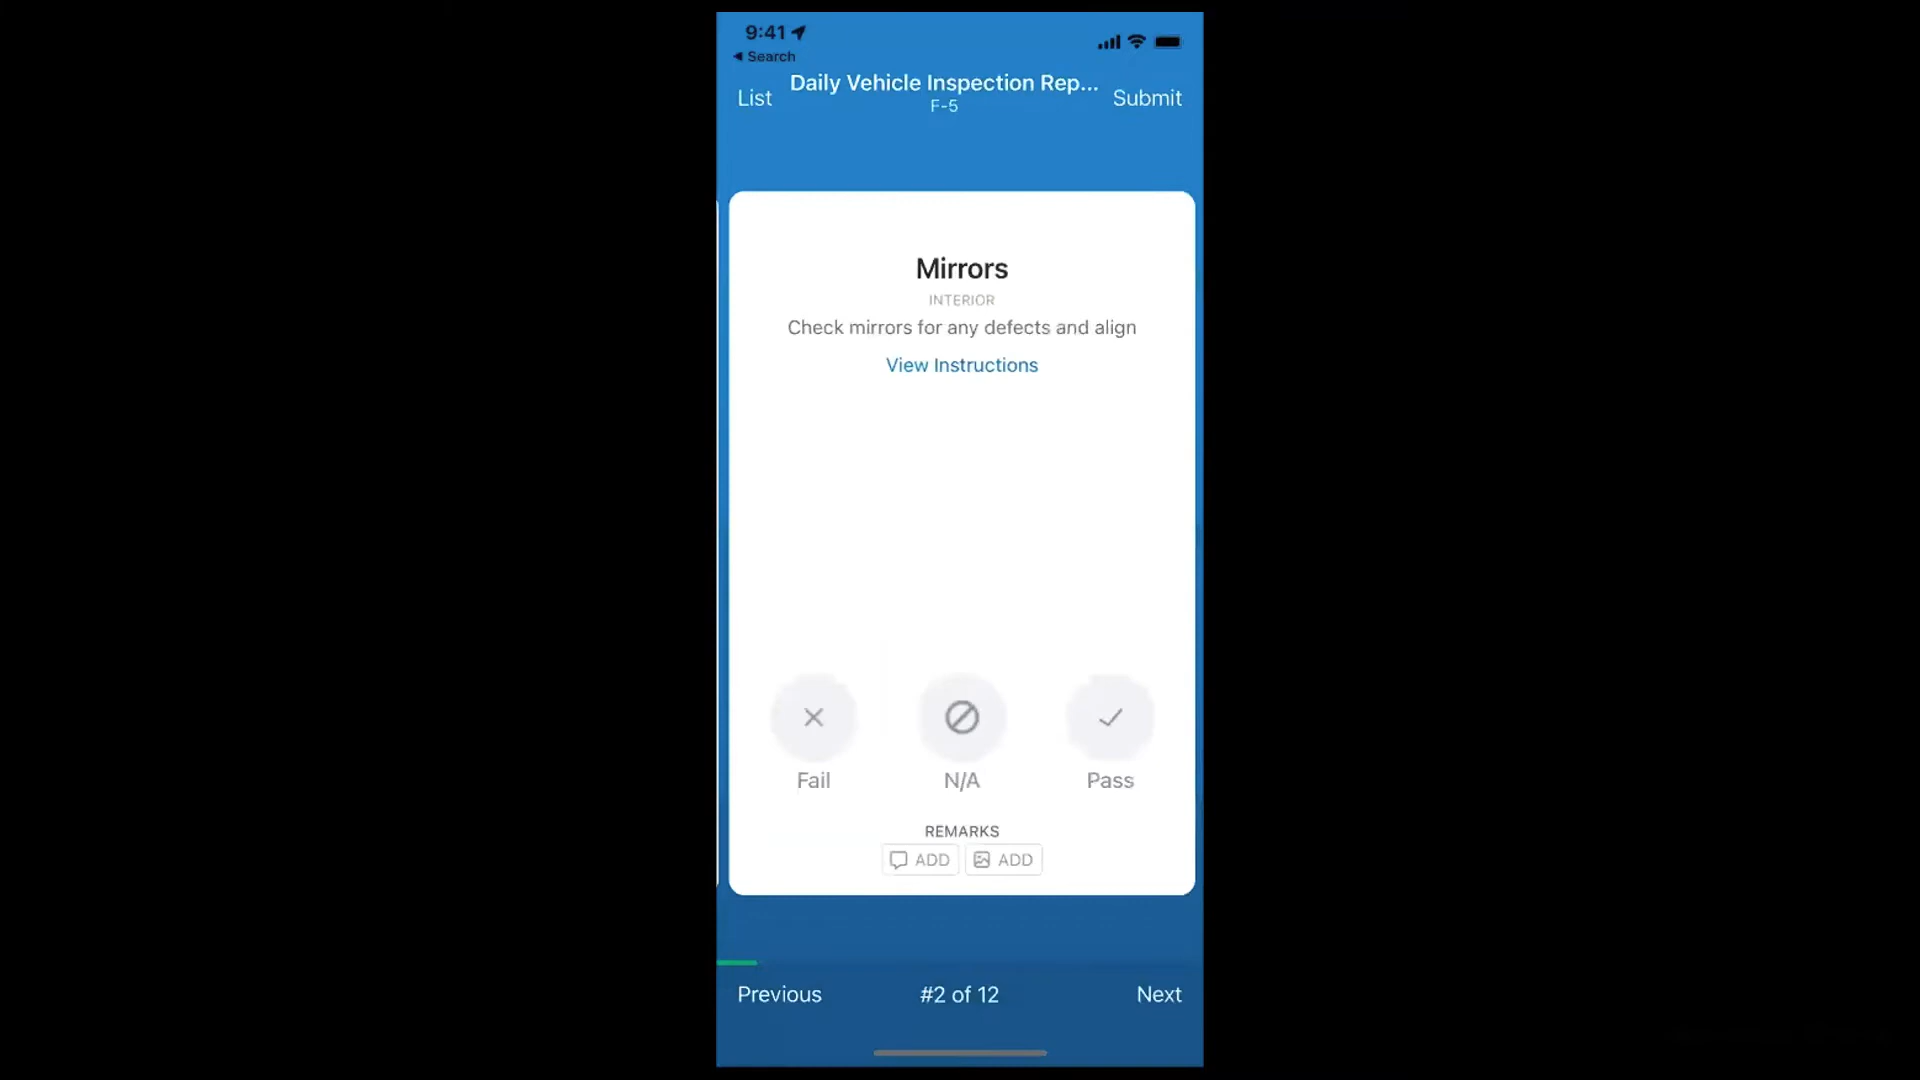 9:41
Search
List
Daily Vehicle Inspection Rep...
F-5
Submit
Mirrors
INTERIOR
Check mirrors for any defects and align
View Instructions
Fail
N/A
Pass
REMARKS
ADD
ADD
Previous
#2 of 12
Next